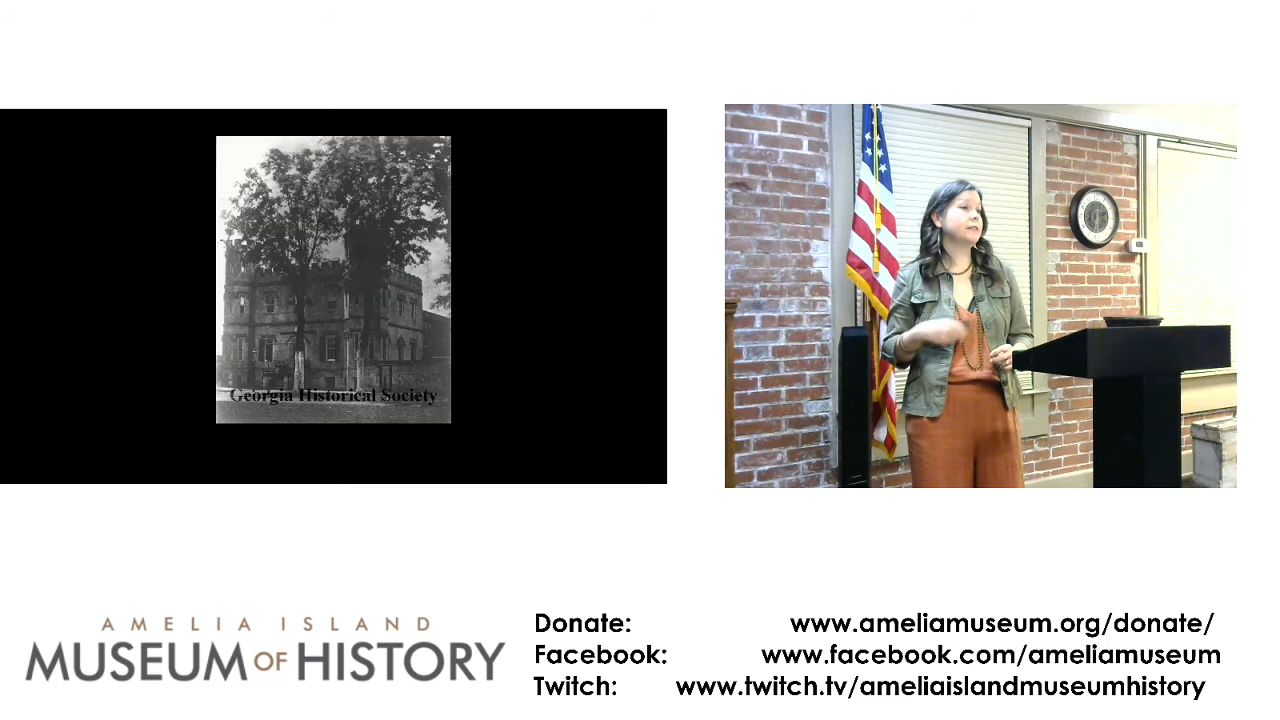 Georgia Historical Society
AMELIA ISLAND
MUSEUM OF HISTORY
Donate: www.ameliamuseum.org/donate/
Facebook: www.facebook.com/ameliamuseum
Twitch: www.twitch.tv/ameliaislandmuseumhistory